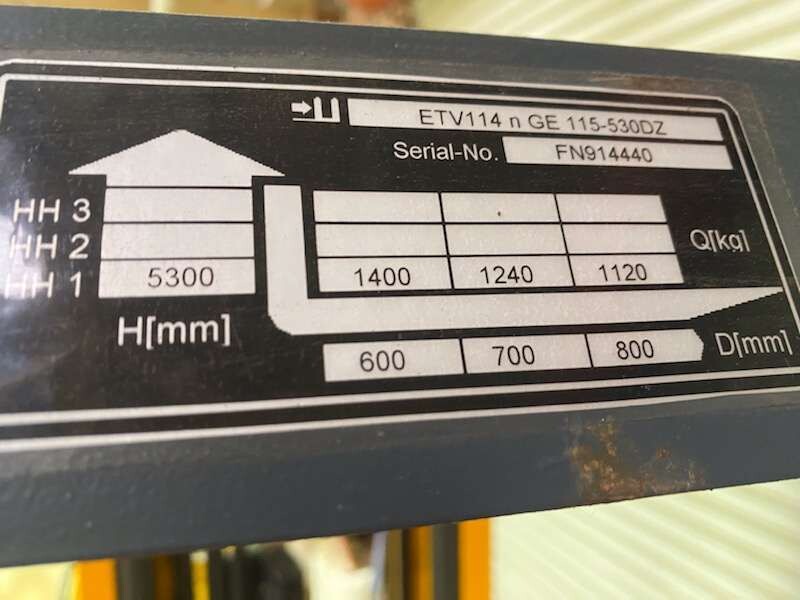 ETV114 n GE 115-530DZ
Serial-No. FN914440
HH 3
HH 2 Q[kg]
HH 1 5300 1400 1240 1120
H[mm] 600 700 800 D[mm]